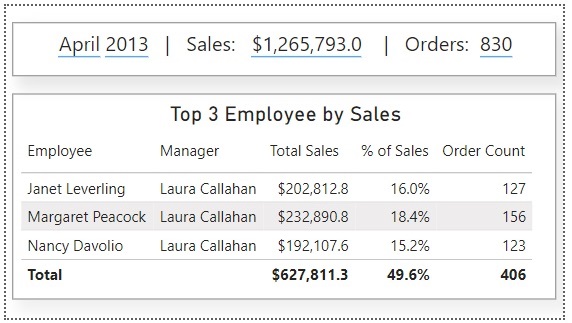 April 2013 | Sales: $1,265,793.0 | Orders: 830
Top 3 Employee by Sales
Employee Manager Total Sales % of Sales Order Count
Janet Leverling Laura Callahan $202,812.8 16.0% 127
Margaret Peacock Laura Callahan $232,890.8 18.4% 156
Nancy Davolio Laura Callahan $192,107.6 15.2% 123
Total $627,811.3 49.6% 406